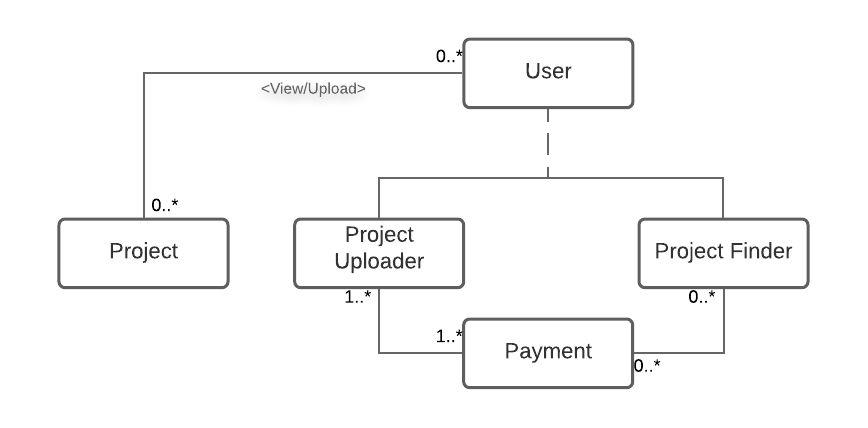 0..*
User
<View/Upload>
0..*
Project
Project
Uploader
Project Finder
1..*
0..*
1..*
Payment
0..*